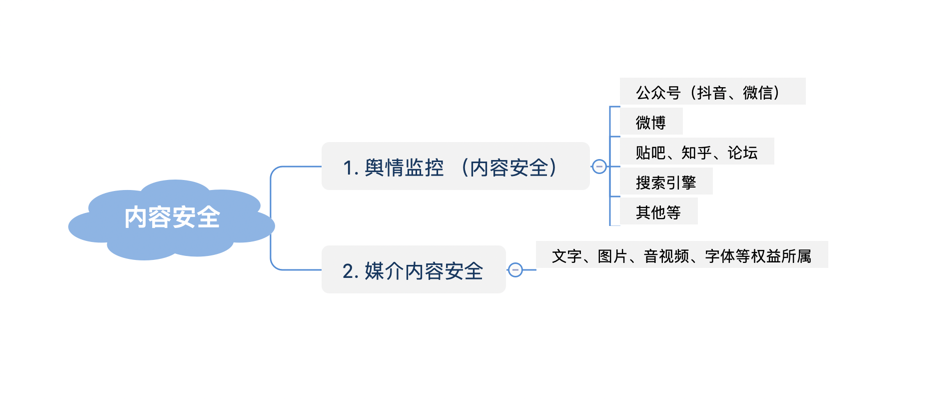 内容安全
1. 舆情监控 （内容安全）
公众号（抖音、微信）
微博
贴吧、知乎、论坛
搜索引擎
其他等
2. 媒介内容安全
文字、图片、音视频、字体等权益所属